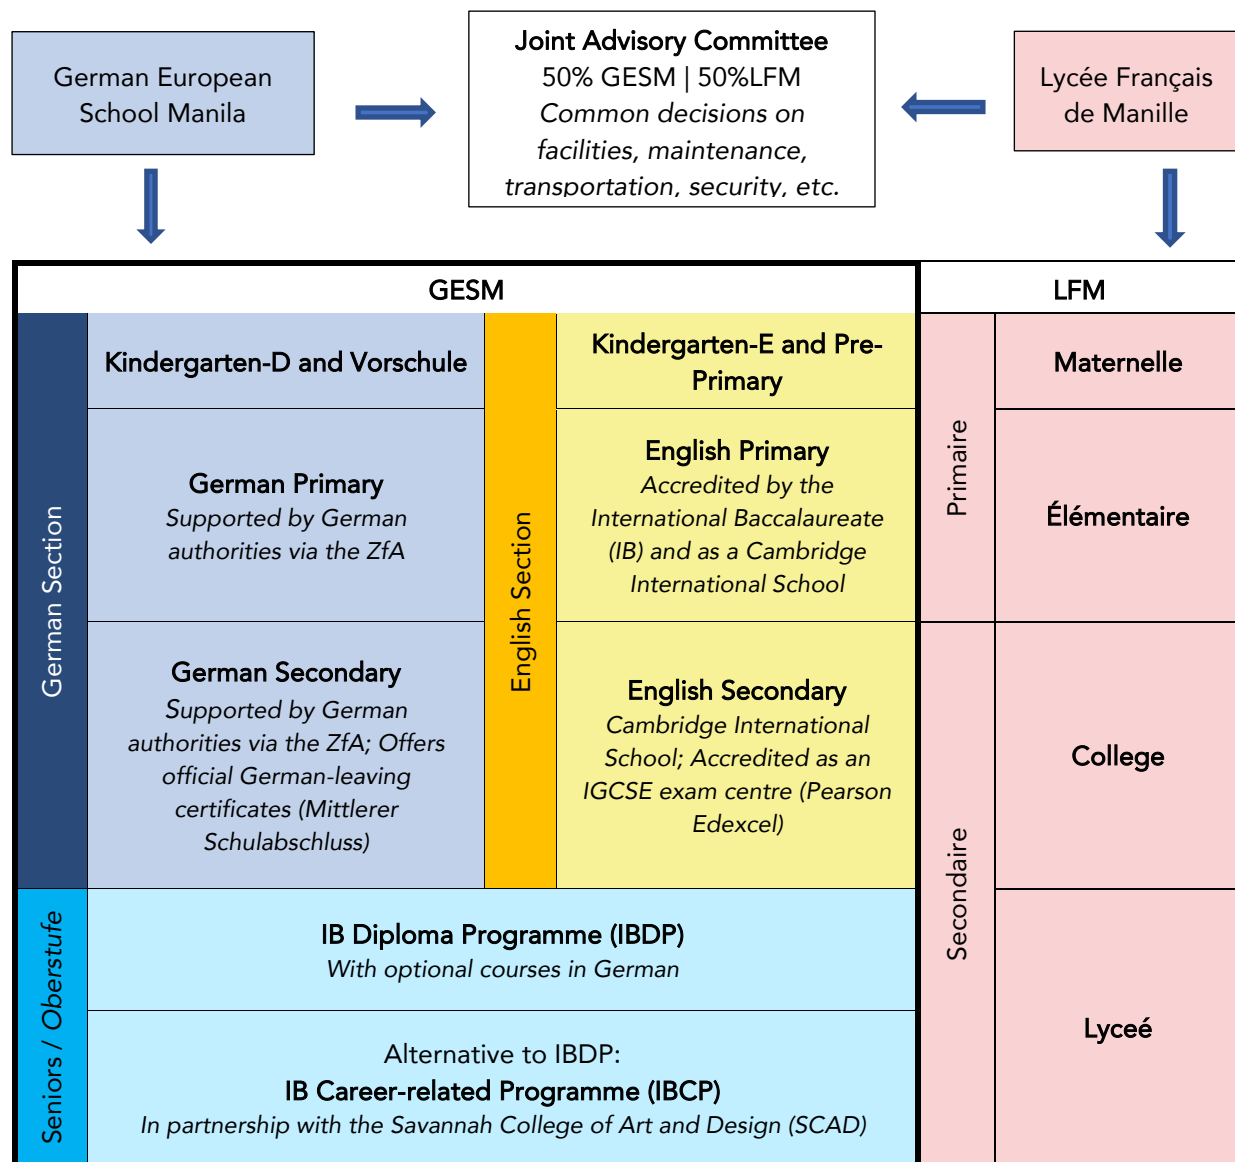 German European
School Manila
Joint Advisory Committee
50% GESM | 50%LFM
Common decisions on
facilities, maintenance,
transportation, security, etc.
Lycée Français
de Manille
GESM
LFM
German Section
Kindergarten-D and Vorschule
English Section
Kindergarten-E and Pre-
Primary
Primaire
Maternelle
German Primary
Supported by German
authorities via the ZfA
English Primary
Accredited by the
International Baccalaureate
(IB) and as a Cambridge
International School
Élémentaire
German Secondary
Supported by German
authorities via the ZfA; Offers
official German-leaving
certificates (Mittlerer
Schulabschluss)
English Secondary
Cambridge International
School; Accredited as an
IGCSE exam centre (Pearson
Edexcel)
Secondaire
College
Seniors / Oberstufe
IB Diploma Programme (IBDP)
With optional courses in German
Lyceé
Alternative to IBDP:
IB Career-related Programme (IBCP)
In partnership with the Savannah College of Art and Design (SCAD)